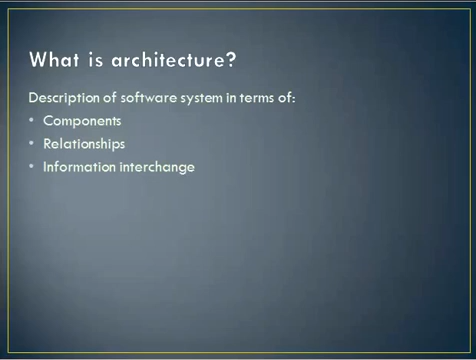 What is architecture?
Description of software system in terms of:
• Components
• Relationships
• Information interchange